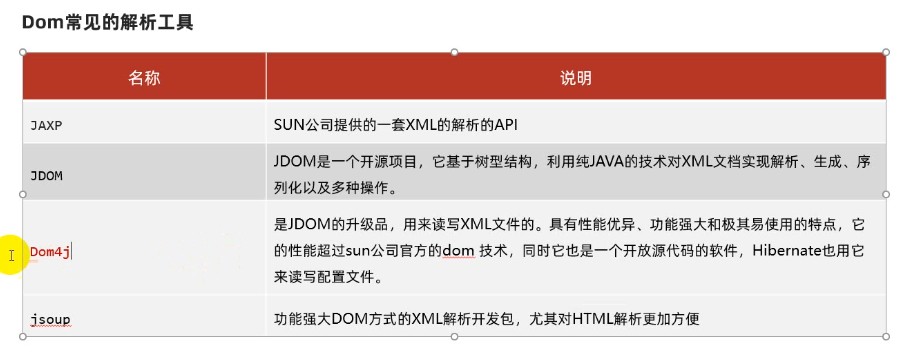 Dom常见的解析工具
名称 说明
JAXP SUN公司提供的一套XML的解析的API
JDOM JDOM是一个开源项目，它基于树型结构，利用纯JAVA的技术对XML文档实现解析、生成、序
列化以及多种操作。
是JDOM的升级品，用来读写XML文件的。具有性能优异、功能强大和极其易使用的特点，它
Dom4j 的性能超过sun公司官方的dom 技术，同时它也是一个开放源代码的软件，Hibernate也用它
来读写配置文件。
jsoup 功能强大DOM方式的XML解析开发包，尤其对HTML解析更加方便